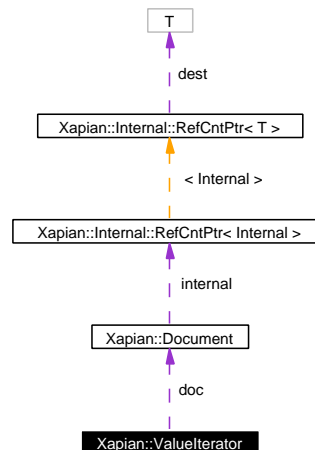 T
dest
Xapian::Internal::RefCntPtr< T >
< Internal >
Xapian::Internal::RefCntPtr< Internal >
internal
Xapian::Document
doc
Xapian::ValueIterator